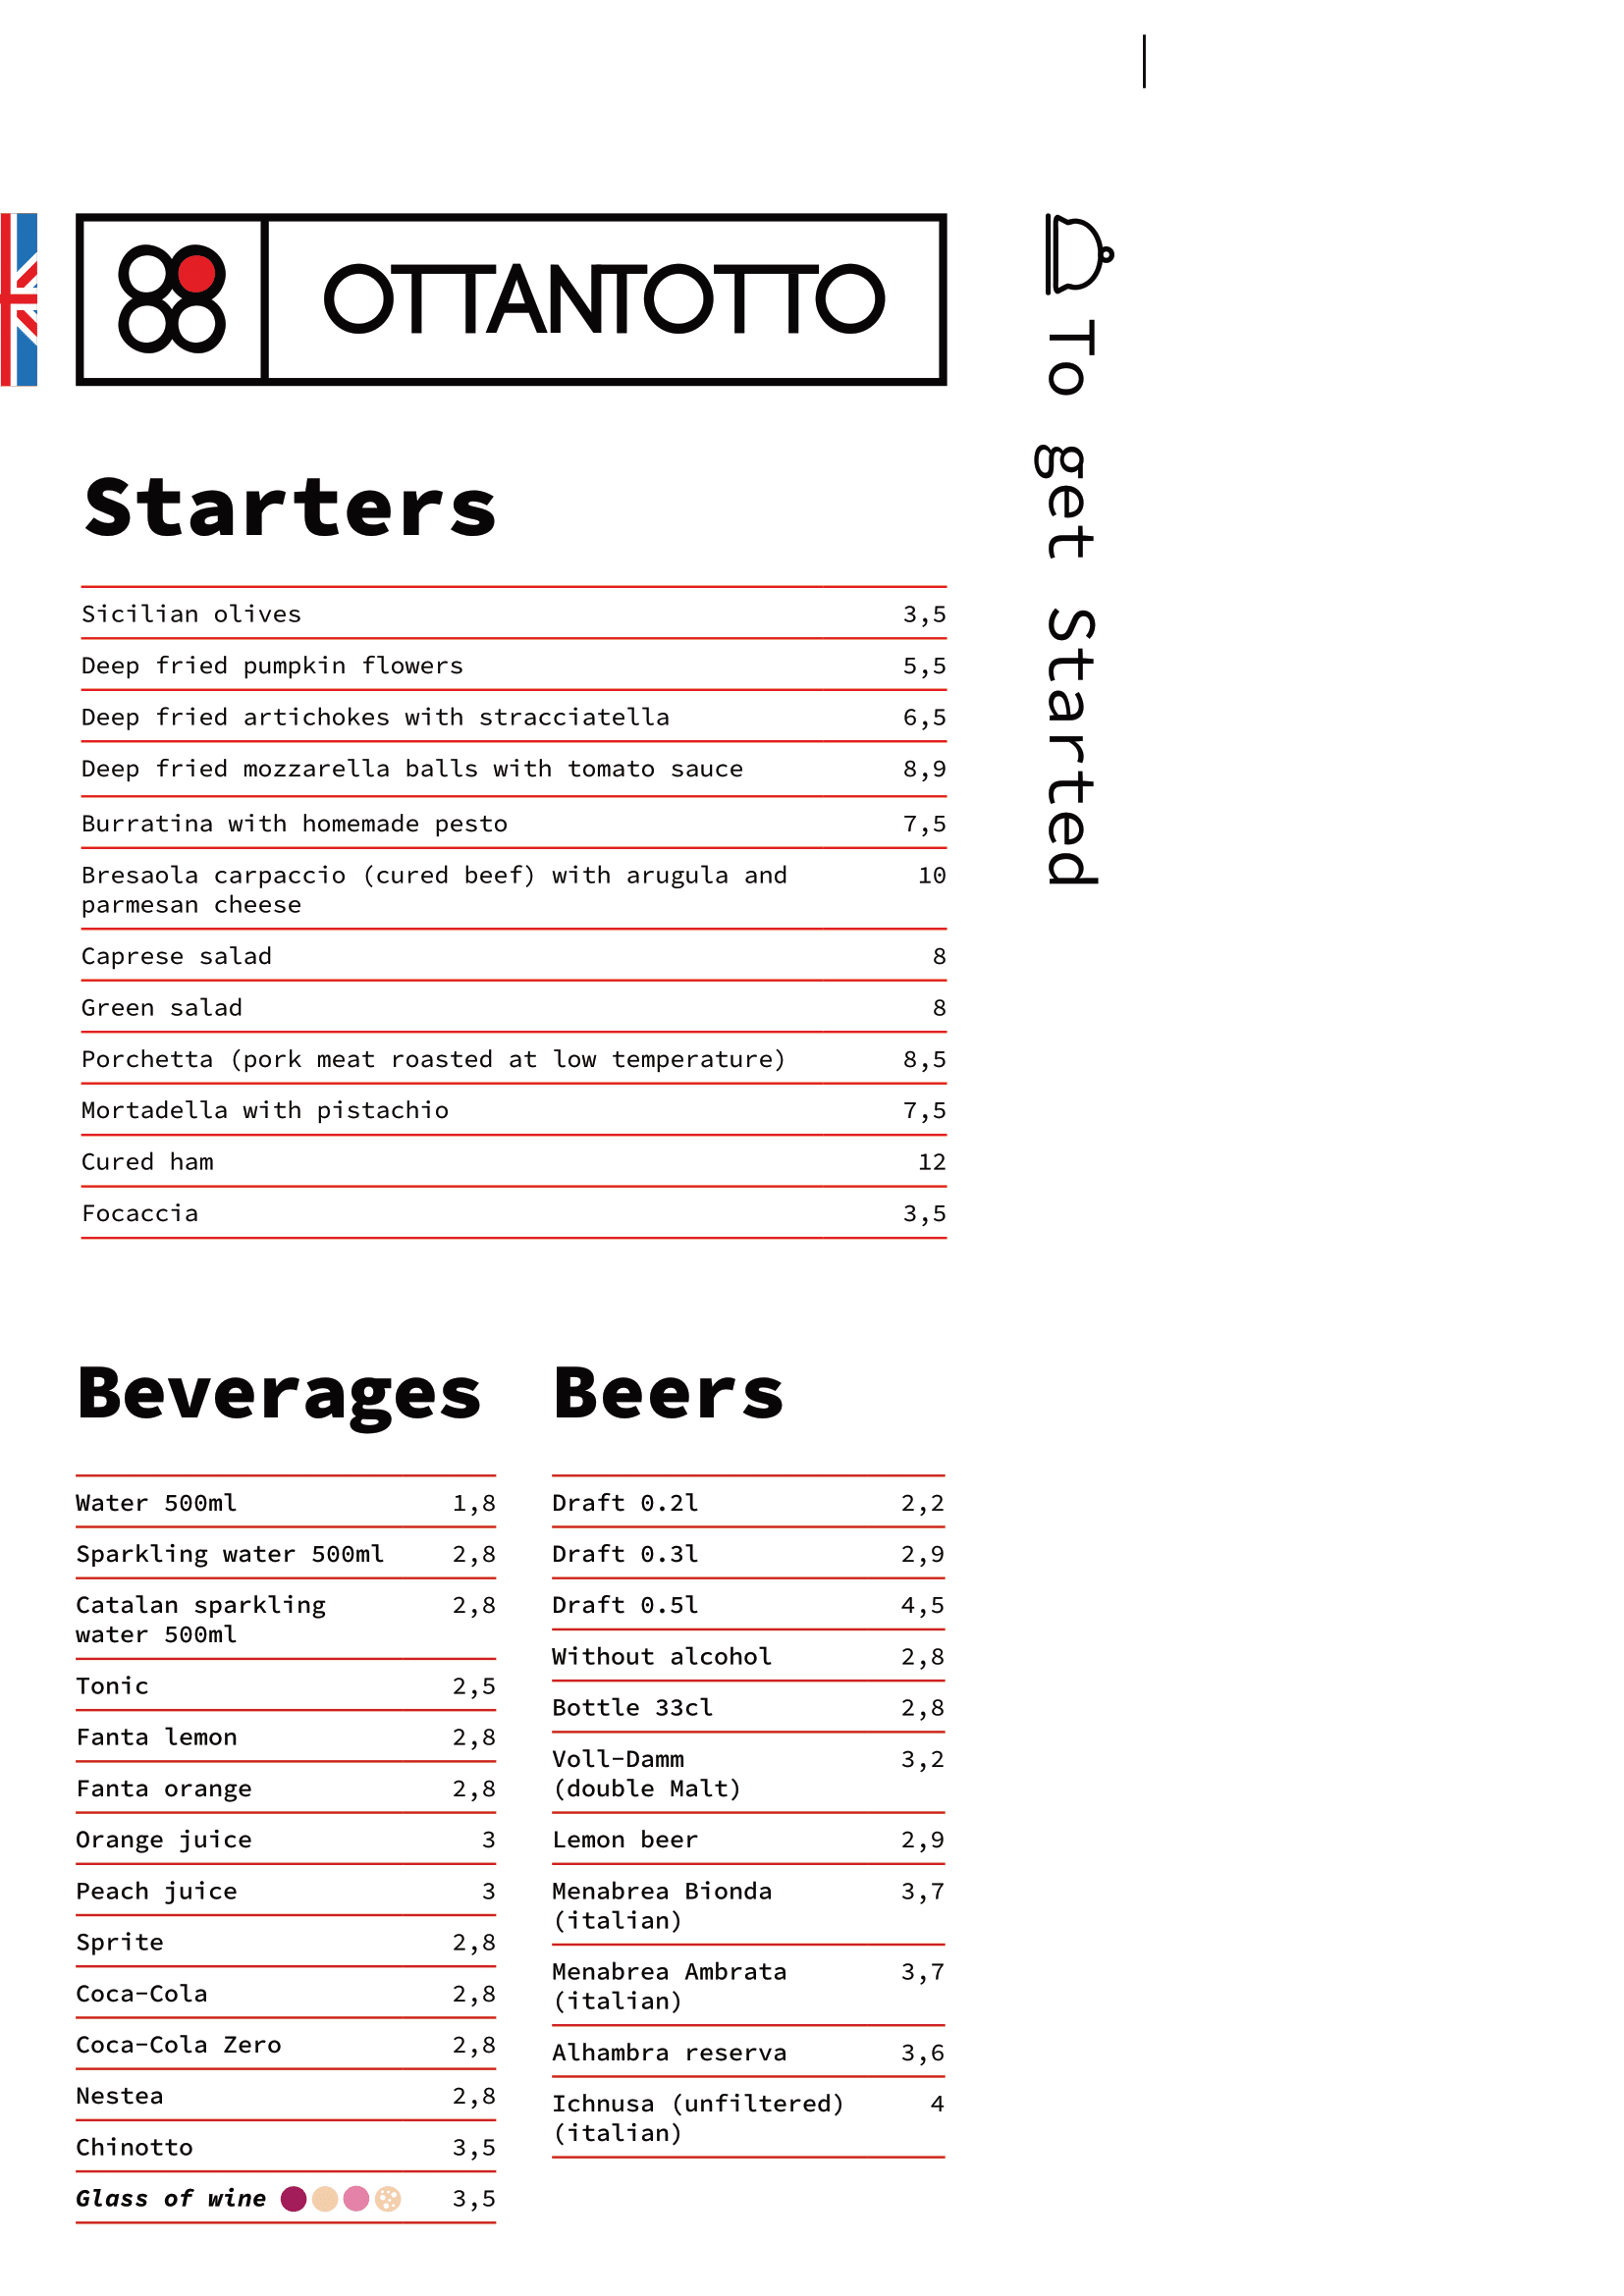 OTTANTOTTO
To get Started
Starters
Sicilian olives 3,5
Deep fried pumpkin flowers 5,5
Deep fried artichokes with stracciatella 6,5
Deep fried mozzarella balls with tomato sauce 8,9
Burratina with homemade pesto 7,5
Bresaola carpaccio (cured beef) with arugula and 10
parmesan cheese
Caprese salad 8
Green salad 8
Porchetta (pork meat roasted at low temperature) 8,5
Mortadella with pistachio 7,5
Cured ham 12
Focaccia 3,5
Beverages
Water 500ml 1,8
Sparkling water 500ml 2,8
Catalan sparkling 2,8
water 500ml
Tonic 2,5
Fanta lemon 2,8
Fanta orange 2,8
Orange juice 3
Peach juice 3
Sprite 2,8
Coca-Cola 2,8
Coca-Cola Zero 2,8
Nestea 2,8
Chinotto 3,5
Glass of wine 3,5
Beers
Draft 0.2l 2,2
Draft 0.3l 2,9
Draft 0.5l 4,5
Without alcohol 2,8
Bottle 33cl 2,8
Voll-Damm 3,2
(double Malt)
Lemon beer 2,9
Menabrea Bionda 3,7
(italian)
Menabrea Ambrata 3,7
(italian)
Alhambra reserva 3,6
Ichnusa (unfiltered) 4
(italian)